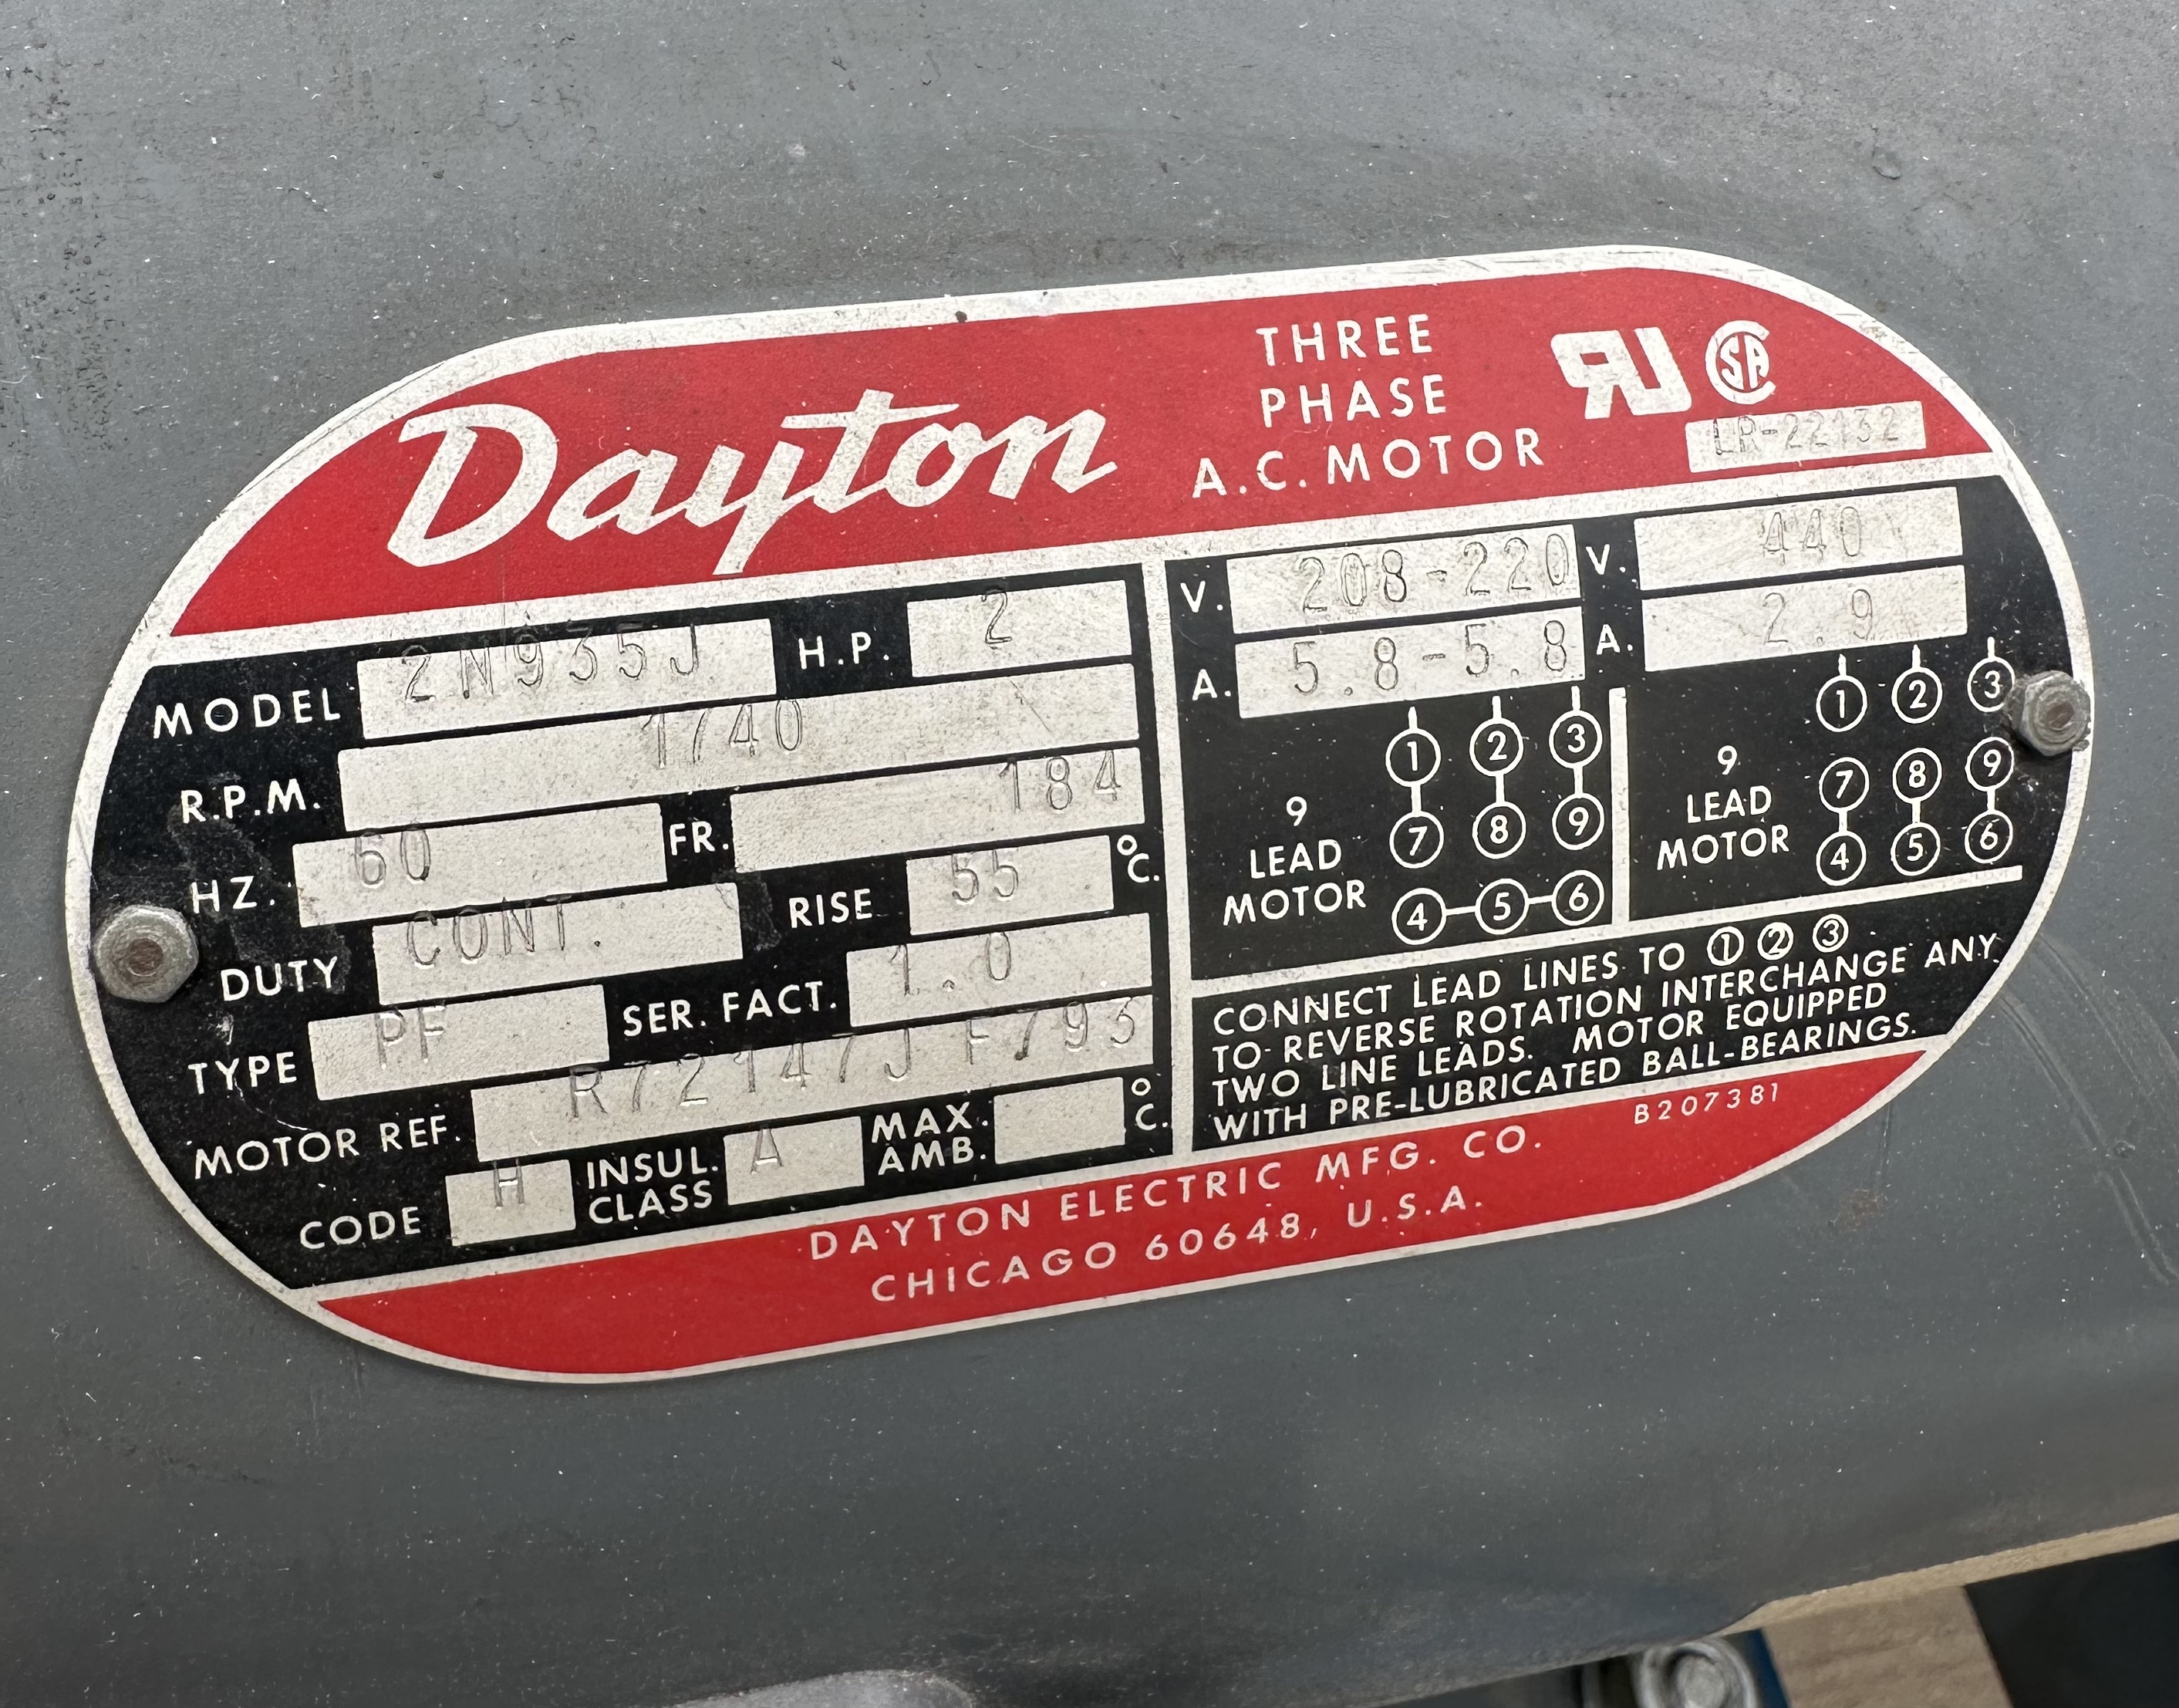 Dayton
THREE
PHASE
A.C. MOTOR
LR-22132
MODEL 2N935J H.P. 2
R.P.M. 1740
HZ. 60 FR. 184
DUTY CONT. RISE 55 °C.
TYPE PF SER. FACT. 1.0
MOTOR REF. R72147J F793
CODE H INSUL. CLASS A MAX. AMB. °C.
V. 208-220 V. 440
A. 5.8-5.8 A. 2.9
9
LEAD
MOTOR
1 2 3
7 8 9
4 5 6
9
LEAD
MOTOR
1 2 3
7 8 9
4 5 6
CONNECT LEAD LINES TO 1 2 3
TO REVERSE ROTATION INTERCHANGE ANY
TWO LINE LEADS. MOTOR EQUIPPED
WITH PRE-LUBRICATED BALL-BEARINGS.
B207381
DAYTON ELECTRIC MFG. CO.
CHICAGO 60648, U.S.A.